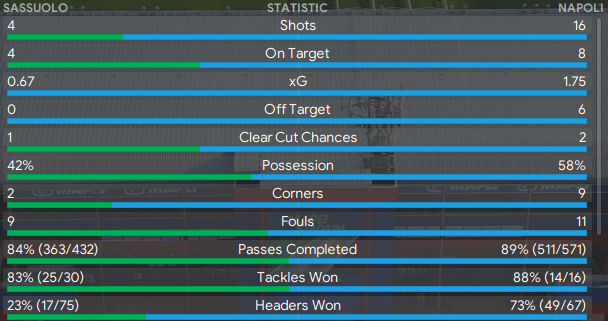 SASSUOLO STATISTIC NAPOLI
4 Shots 16
4 On Target 8
0.67 xG 1.75
0 Off Target 6
1 Clear Cut Chances 2
42% Possession 58%
2 Corners 9
9 Fouls 11
84% (363/432) Passes Completed 89% (511/571)
83% (25/30) Tackles Won 88% (14/16)
23% (17/75) Headers Won 73% (49/67)